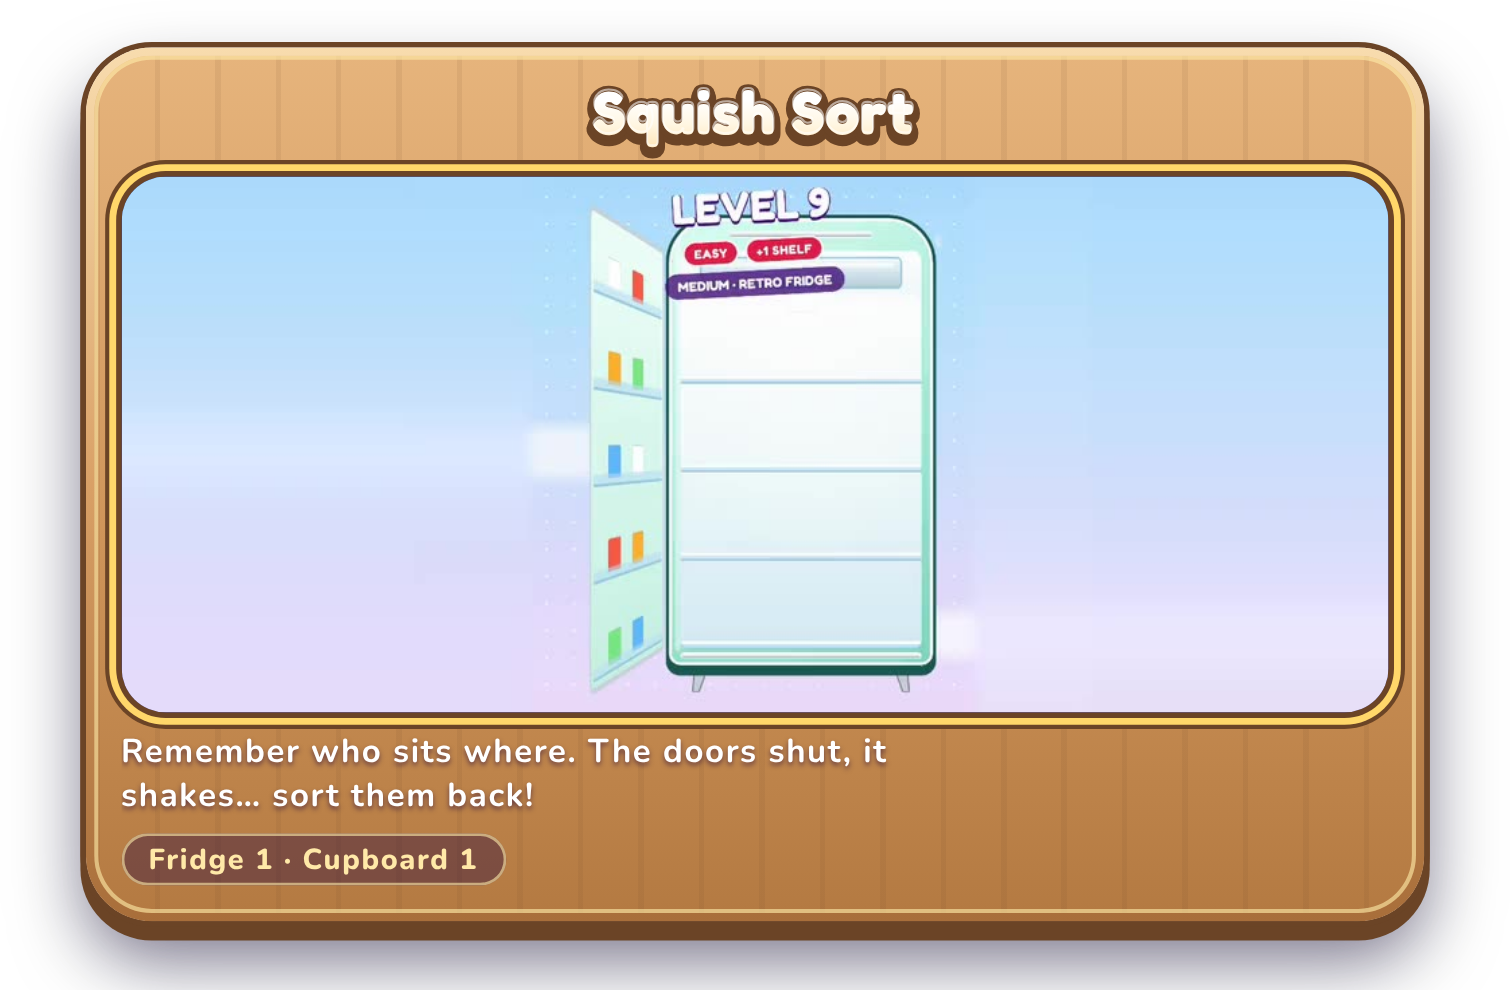 Squish Sort
LEVEL 9
EASY +1 SHELF
MEDIUM · RETRO FRIDGE
Remember who sits where. The doors shut, it
shakes... sort them back!
Fridge 1 · Cupboard 1